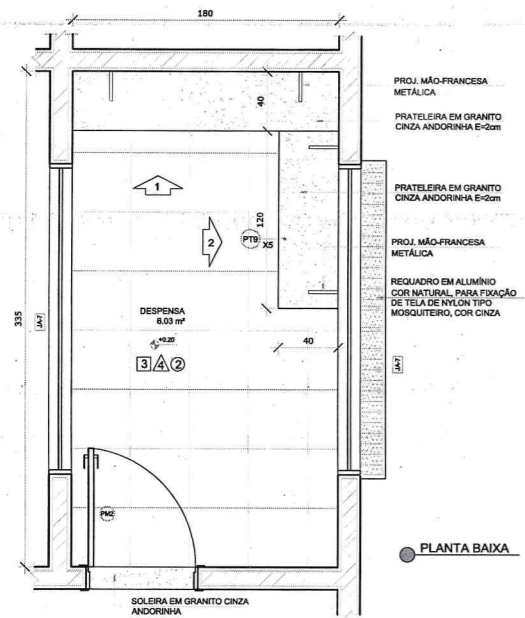 180
PROJ. MÃO-FRANCESA
METÁLICA
40
PRATELEIRA EM GRANITO
CINZA ANDORINHA E=2cm
1
PRATELEIRA EM GRANITO
CINZA ANDORINHA E=2cm
120
2
PT9
X5
PROJ. MÃO-FRANCESA
METÁLICA
REQUADRO EM ALUMÍNIO
COR NATURAL, PARA FIXAÇÃO
DE TELA DE NYLON TIPO
MOSQUITEIRO, COR CINZA
335
JA-7
DESPENSA
6.03 m²
+0.20
40
3 4 2
JA-7
PM2
PLANTA BAIXA
SOLEIRA EM GRANITO CINZA
ANDORINHA